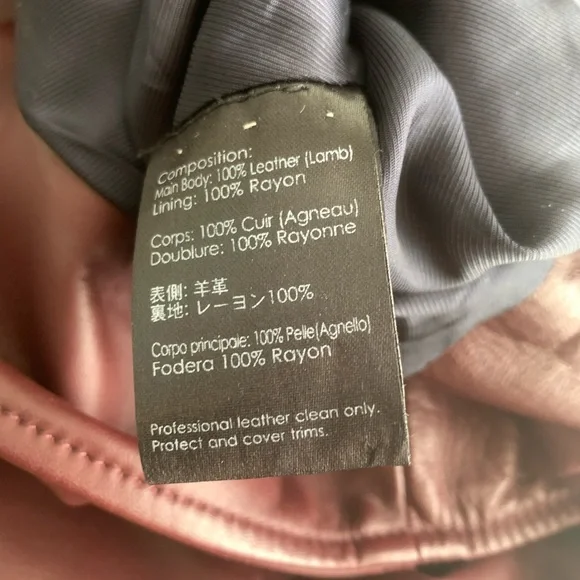 Composition:
Main Body: 100% Leather (Lamb)
Lining: 100% Rayon
Corps: 100% Cuir (Agneau)
Doublure: 100% Rayonne
表側: 羊革
裏地: レーヨン100%
Corpo principale: 100% Pelle(Agnello)
Fodera 100% Rayon
Professional leather clean only.
Protect and cover trims.